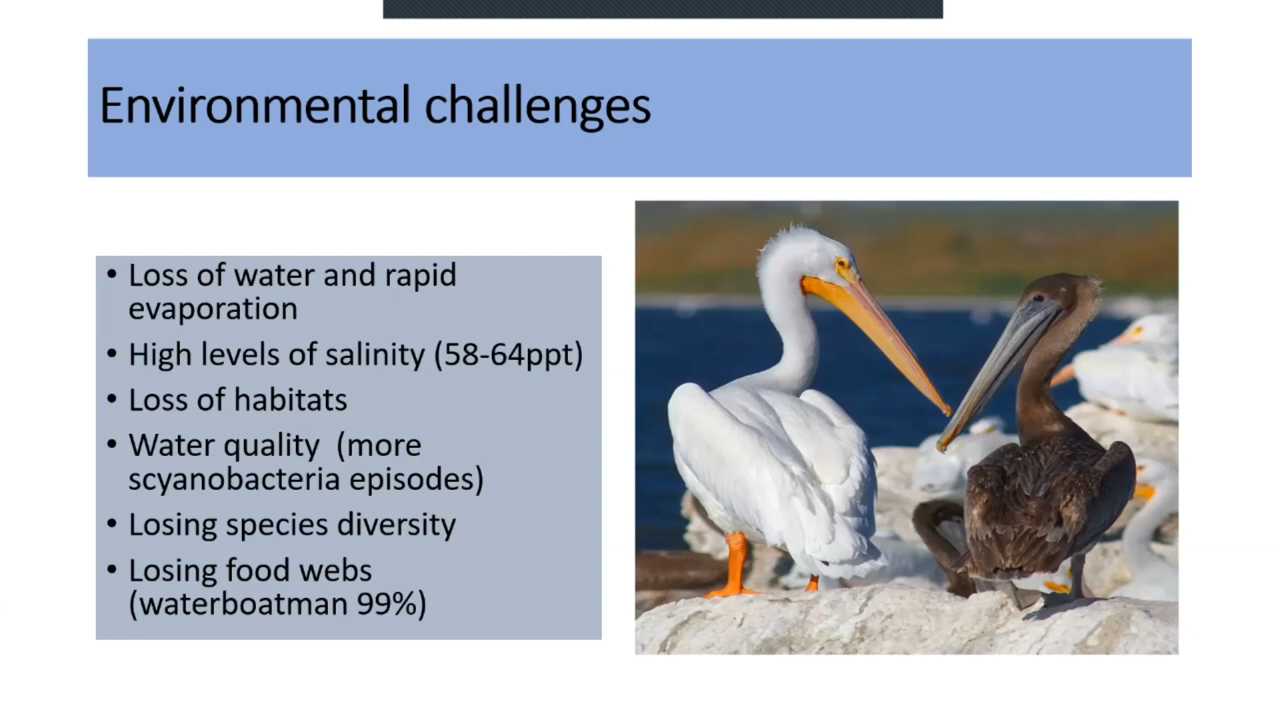 Environmental challenges
• Loss of water and rapid
evaporation
• High levels of salinity (58-64ppt)
• Loss of habitats
• Water quality  (more
scyanobacteria episodes)
• Losing species diversity
• Losing food webs
(waterboatman 99%)